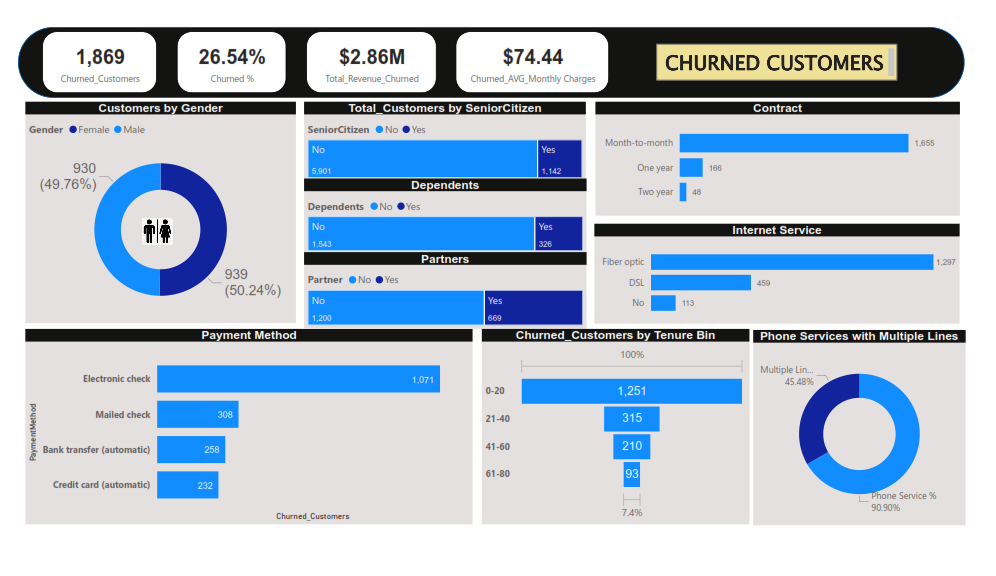 1,869
Churned_Customers
26.54%
Churned %
$2.86M
Total_Revenue_Churned
$74.44
Churned_AVG_Monthly Charges
CHURNED CUSTOMERS
Customers by Gender
Gender Female Male
930
(49.76%)
939
(50.24%)
Total_Customers by SeniorCitizen
SeniorCitizen No Yes
No Yes
5,901 1,142
Dependents
Dependents No Yes
No Yes
1,543 326
Partners
Partner No Yes
No Yes
1,200 669
Contract
Month-to-month 1,655
One year 166
Two year 48
Internet Service
Fiber optic 1,297
DSL 459
No 113
Payment Method
PaymentMethod
Electronic check 1,071
Mailed check 308
Bank transfer (automatic) 258
Credit card (automatic) 232
Churned_Customers
Churned_Customers by Tenure Bin
100%
0-20 1,251
21-40 315
41-60 210
61-80 93
7.4%
Phone Services with Multiple Lines
Multiple Lin...
45.48%
Phone Service %
90.90%